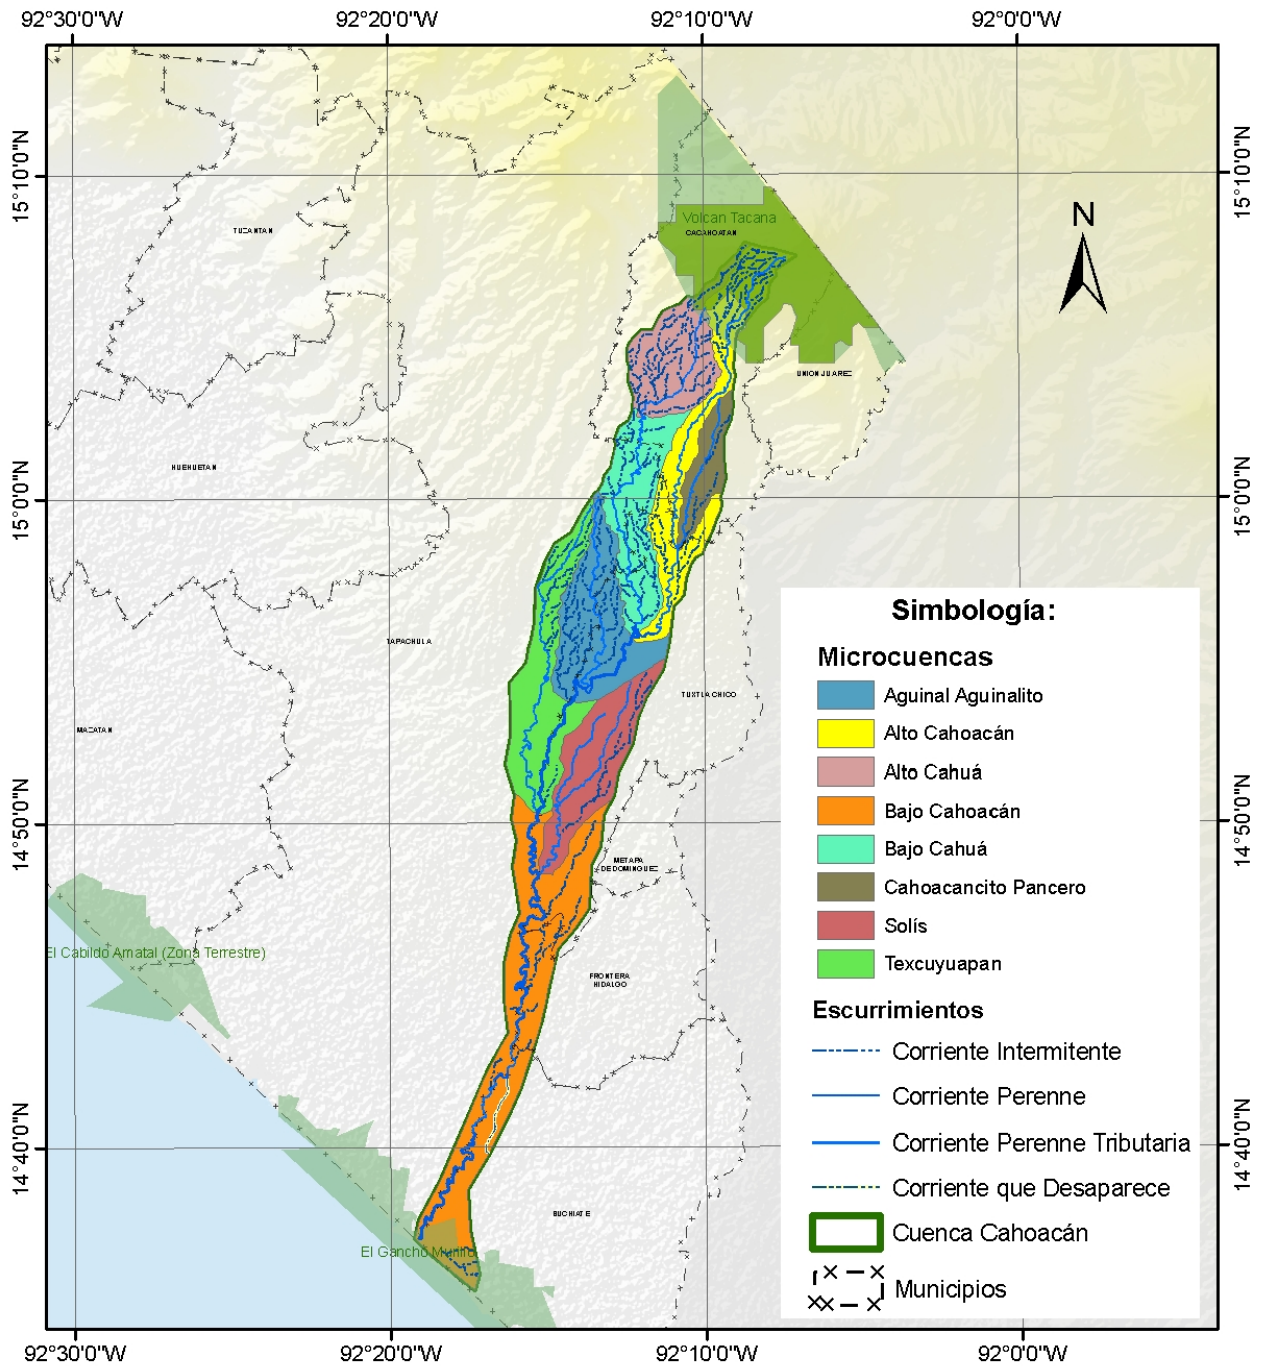 92°30'0"W
92°20'0"W
92°10'0"W
92°0'0"W
15°10'0"N
15°10'0"N
N
Volcan Tacana
CACAHOATAN
TUZANTAN
UNION JUAREZ
HUEHUETAN
15°0'0"N
15°0'0"N
TAPACHULA
TUXTLA CHICO
MAZATAN
Simbología:
Microcuencas
Aguinal Aguinalito
Alto Cahoacán
Alto Cahuá
Bajo Cahoacán
Bajo Cahuá
Cahoacancito Pancero
Solís
Texcuyuapan
Escurrimientos
Corriente Intermitente
Corriente Perenne
Corriente Perenne Tributaria
Corriente que Desaparece
Cuenca Cahoacán
Municipios
14°50'0"N
14°50'0"N
METAPA
DE DOMINGUEZ
El Cabildo Amatal (Zona Terrestre)
FRONTERA
HIDALGO
14°40'0"N
14°40'0"N
SUCHIATE
El Gancho Murillo
92°30'0"W
92°20'0"W
92°10'0"W
92°0'0"W